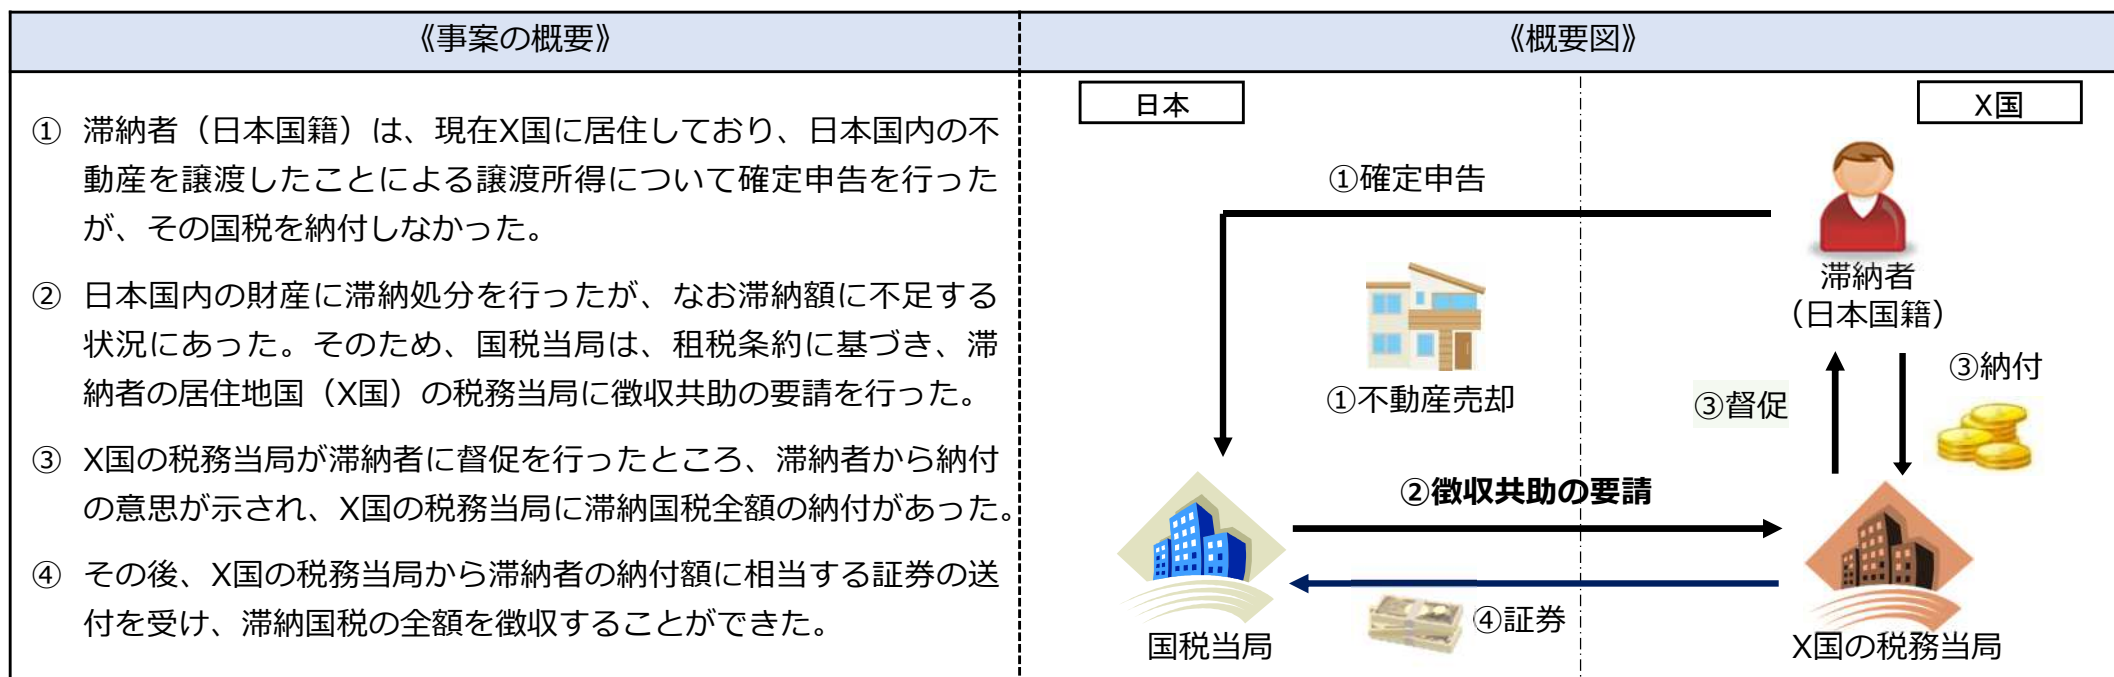 《事案の概要》
① 滞納者（日本国籍）は、現在X国に居住しており、日本国内の不
動産を譲渡したことによる譲渡所得について確定申告を行った
が、その国税を納付しなかった。
② 日本国内の財産に滞納処分を行ったが、なお滞納額に不足する
状況にあった。そのため、国税当局は、租税条約に基づき、滞
納者の居住地国（X国）の税務当局に徴収共助の要請を行った。
③ X国の税務当局が滞納者に督促を行ったところ、滞納者から納付
の意思が示され、X国の税務当局に滞納国税全額の納付があった。
④ その後、X国の税務当局から滞納者の納付額に相当する証券の送
付を受け、滞納国税の全額を徴収することができた。
《概要図》
日本
X国
①確定申告
滞納者
（日本国籍）
①不動産売却
③督促
③納付
②徴収共助の要請
④証券
国税当局
X国の税務当局